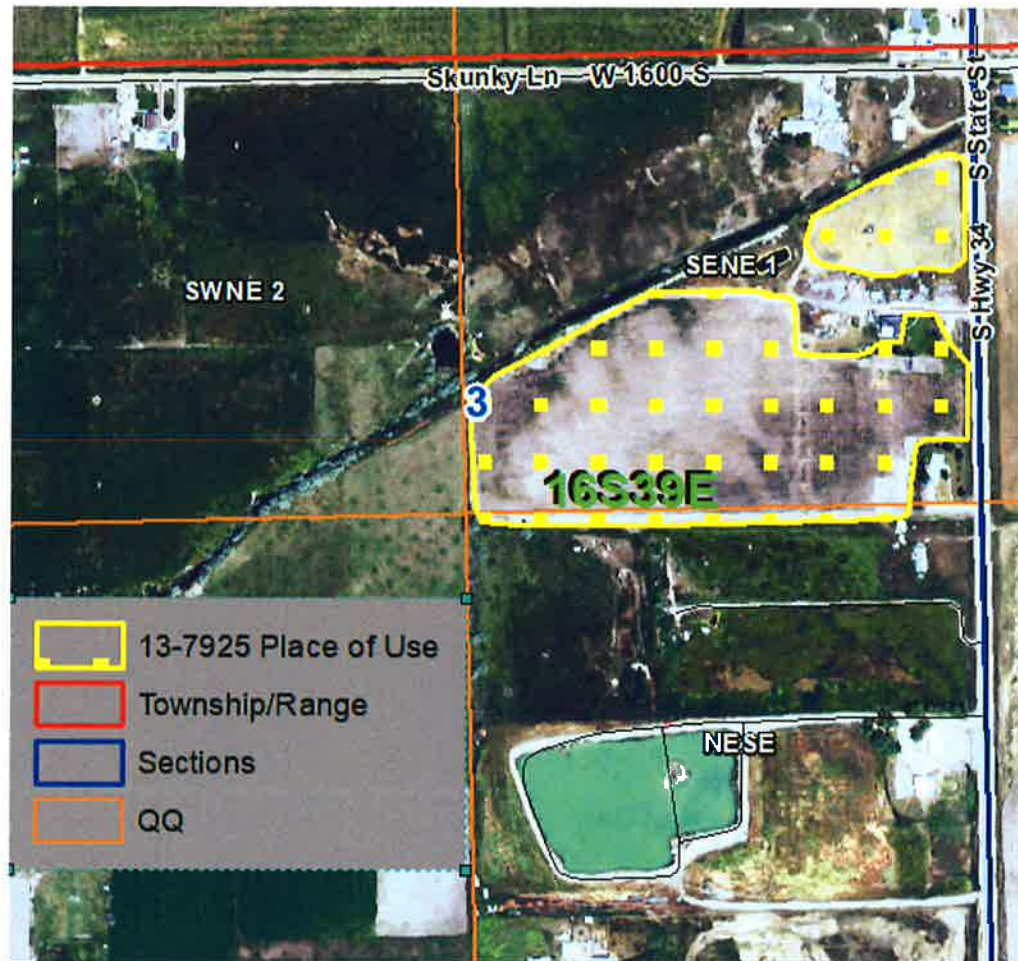 Skunky Ln W 1600 S
S State St
S Hwy 34
SENE 1
SWNE 2
3
16S39E
13-7925 Place of Use
Township/Range
Sections
QQ
NESE